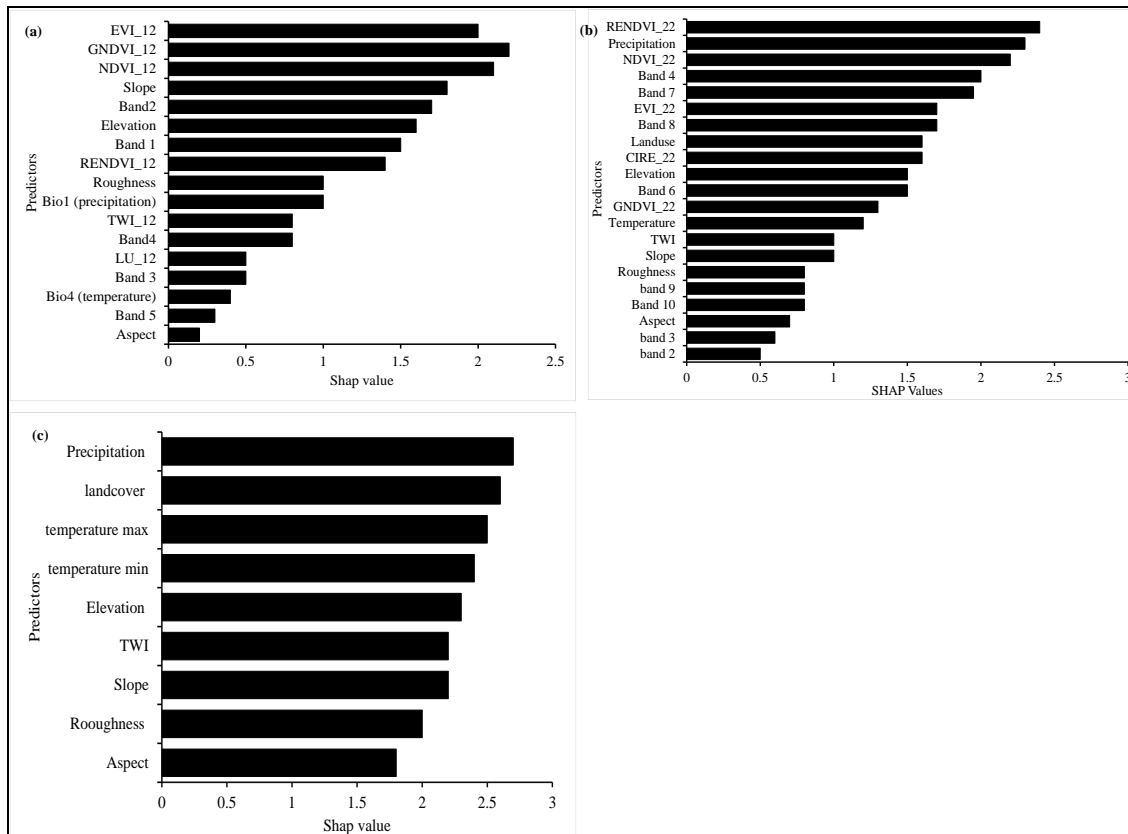 (a)
Predictors
EVI_12
GNDVI_12
NDVI_12
Slope
Band2
Elevation
Band 1
RENDVI_12
Roughness
Bio1 (precipitation)
TWI_12
Band4
LU_12
Band 3
Bio4 (temperature)
Band 5
Aspect
0 0.5 1 1.5 2 2.5
Shap value
(b)
Predictors
RENDVI_22
Precipitation
NDVI_22
Band 4
Band 7
EVI_22
Band 8
Landuse
CIRE_22
Elevation
Band 6
GNDVI_22
Temperature
TWI
Slope
Roughness
band 9
Band 10
Aspect
band 3
band 2
0 0.5 1 1.5 2 2.5 3
SHAP Values
(c)
Predictors
Precipitation
landcover
temperature max
temperature min
Elevation
TWI
Slope
Rooughness
Aspect
0 0.5 1 1.5 2 2.5 3
Shap value